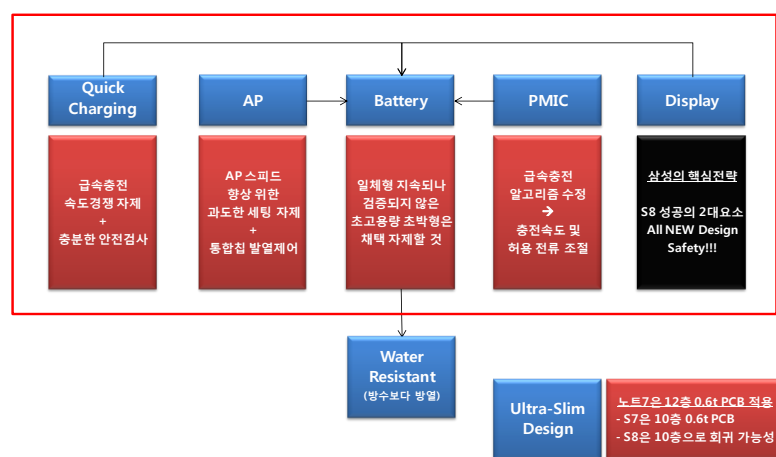 Quick
Charging
AP
Battery
PMIC
Display
급속충전
속도경쟁 자제
+
충분한 안전검사
AP 스피드
향상 위한
과도한 세팅 자제
+
통합칩 발열제어
일체형 지속되나
검증되지 않은
초고용량 초박형은
채택 자제할 것
급속충전
알고리즘 수정
→
충전속도 및
허용 전류 조절
삼성의 핵심전략
S8 성공의 2대요소
All NEW Design
Safety!!!
Water
Resistant
(방수보다 방열)
Ultra-Slim
Design
노트7은 12층 0.6t PCB 적용
- S7은 10층 0.6t PCB
- S8은 10층으로 회귀 가능성